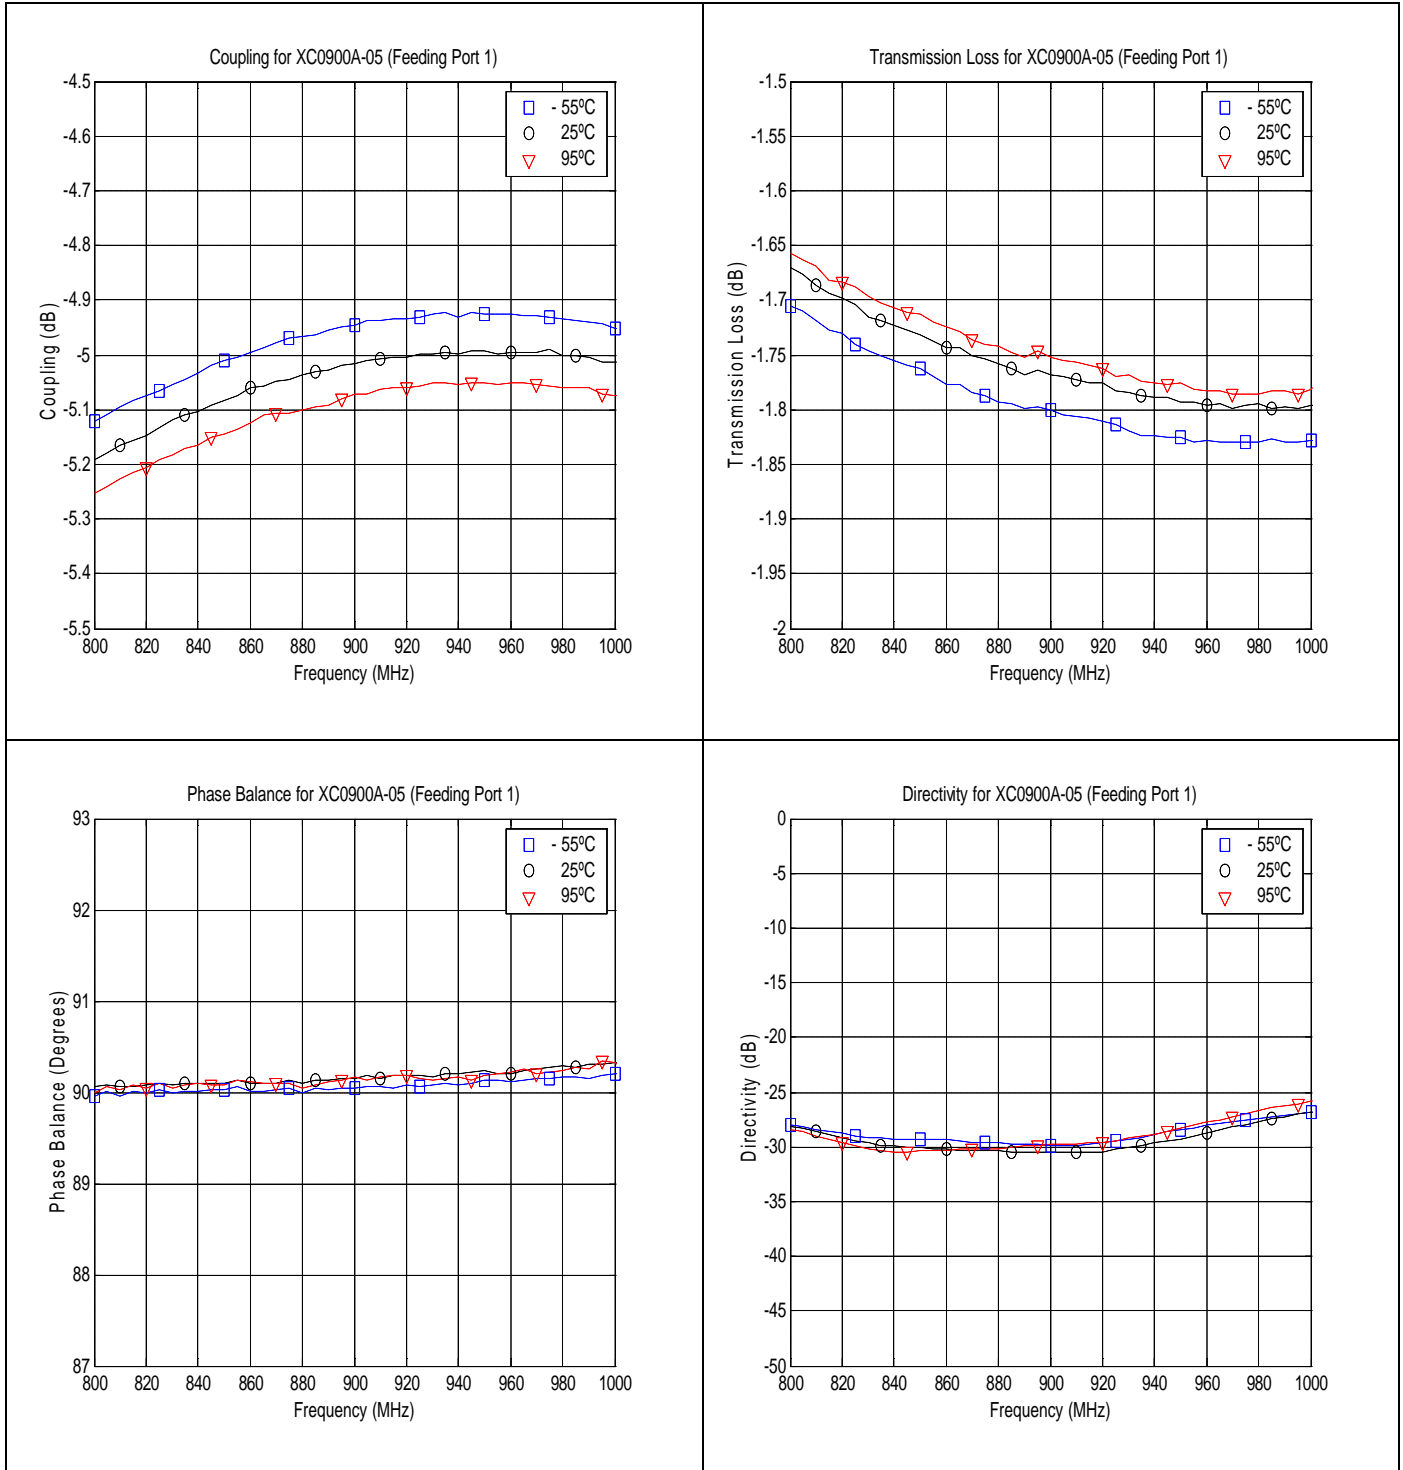 Coupling for XC0900A-05 (Feeding Port 1)
-4.5
-4.6
-4.7
-4.8
-4.9
-5
-5.1
-5.2
-5.3
-5.4
-5.5
Coupling (dB)
800 820 840 860 880 900 920 940 960 980 1000
Frequency (MHz)
- 55ºC
25ºC
95ºC
Transmission Loss for XC0900A-05 (Feeding Port 1)
-1.5
-1.55
-1.6
-1.65
-1.7
-1.75
-1.8
-1.85
-1.9
-1.95
-2
Transmission Loss (dB)
800 820 840 860 880 900 920 940 960 980 1000
Frequency (MHz)
- 55ºC
25ºC
95ºC
Phase Balance for XC0900A-05 (Feeding Port 1)
93
92
91
90
89
88
87
Phase Balance (Degrees)
800 820 840 860 880 900 920 940 960 980 1000
Frequency (MHz)
- 55ºC
25ºC
95ºC
Directivity for XC0900A-05 (Feeding Port 1)
0
-5
-10
-15
-20
-25
-30
-35
-40
-45
-50
Directivity (dB)
800 820 840 860 880 900 920 940 960 980 1000
Frequency (MHz)
- 55ºC
25ºC
95ºC